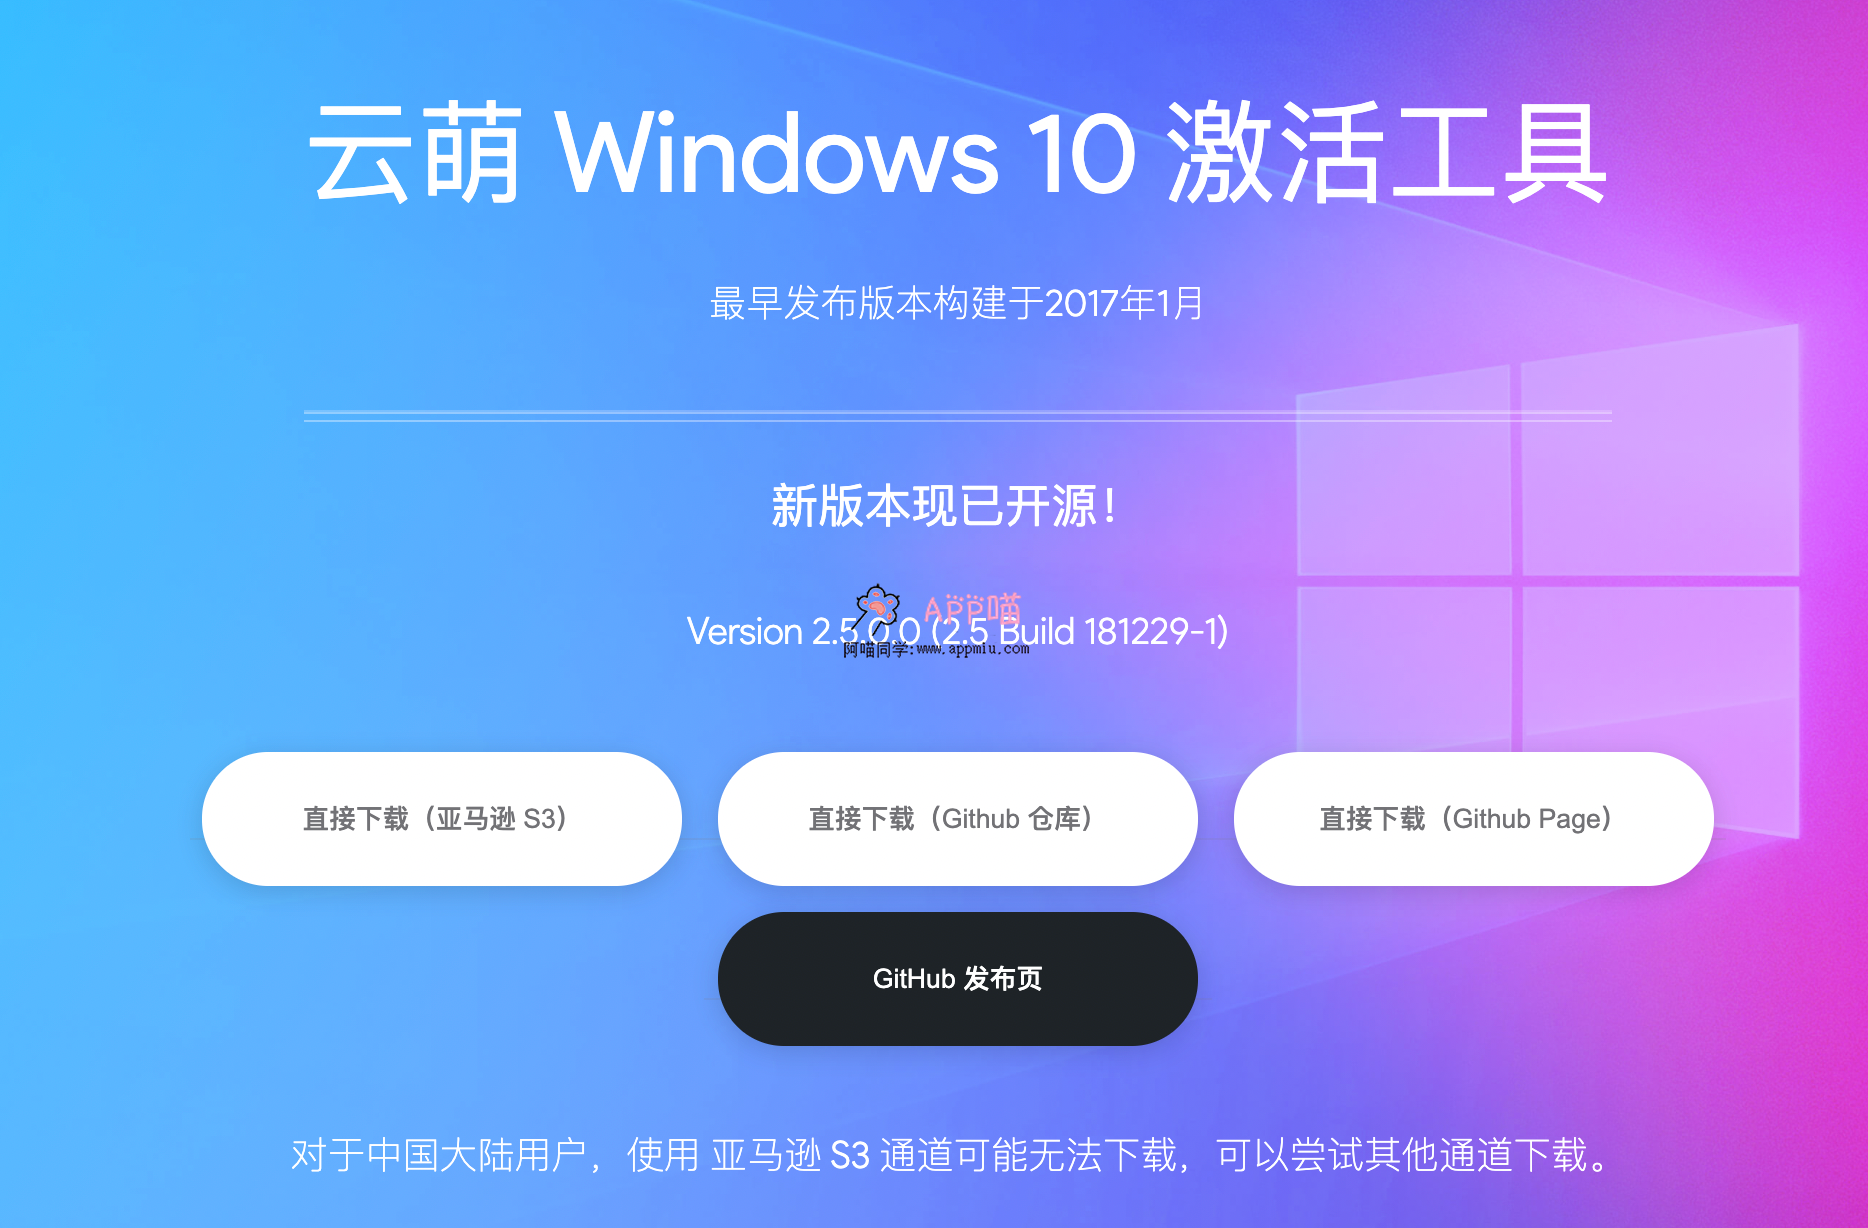 云萌 Windows 10 激活工具
最早发布版本构建于2017年1月
新版本现已开源！
APP喵
Version 2.5.0.0 (2.5 Build 181229-1)
阿喵同学:www.appmiu.com
直接下载（亚马逊 S3）
直接下载（Github 仓库）
直接下载（Github Page）
GitHub 发布页
对于中国大陆用户，使用 亚马逊 S3 通道可能无法下载，可以尝试其他通道下载。